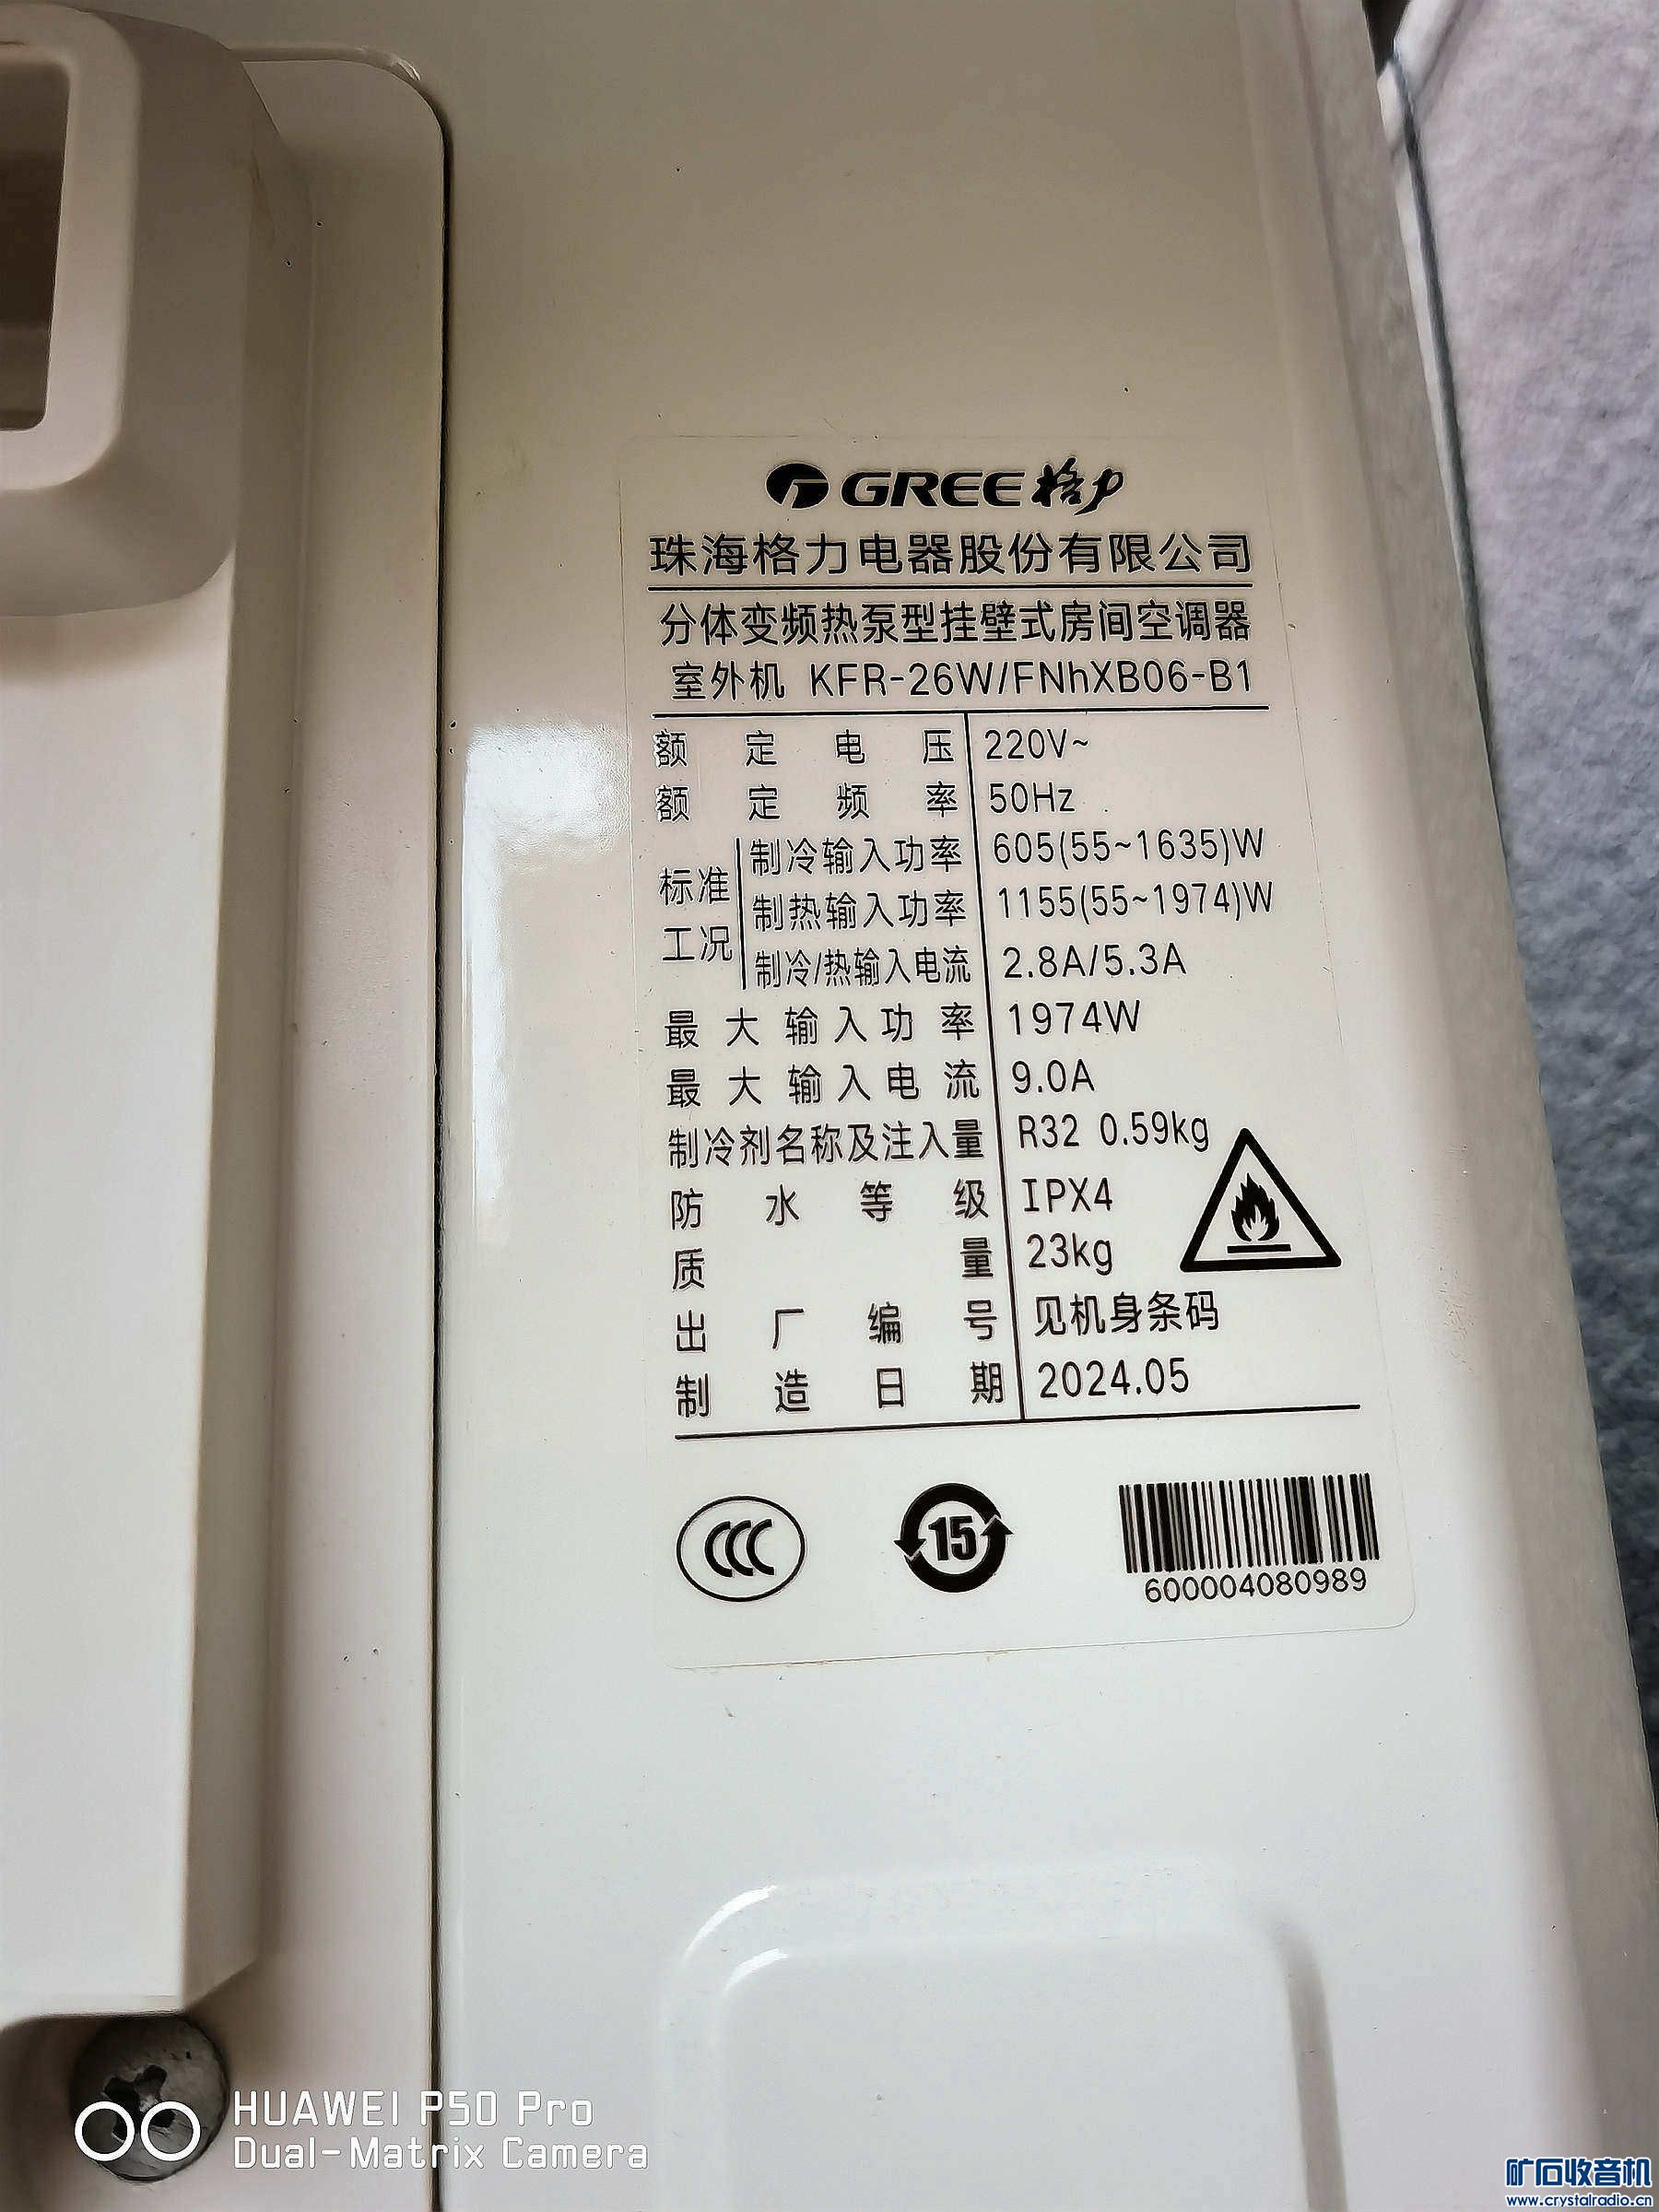 GREE 格力
珠海格力电器股份有限公司
分体变频热泵型挂壁式房间空调器
室外机 KFR-26W/FNhXB06-B1
额定电压 220V~
额定频率 50Hz
标准工况
制冷输入功率 605(55~1635)W
制热输入功率 1155(55~1974)W
制冷/热输入电流 2.8A/5.3A
最大输入功率 1974W
最大输入电流 9.0A
制冷剂名称及注入量 R32 0.59kg
防水等级 IPX4
质量 23kg
出厂编号 见机身条码
制造日期 2024.05
CCC 15
600004080989
HUAWEI P50 Pro
Dual-Matrix Camera
矿石收音机
www.crystalradio.cn